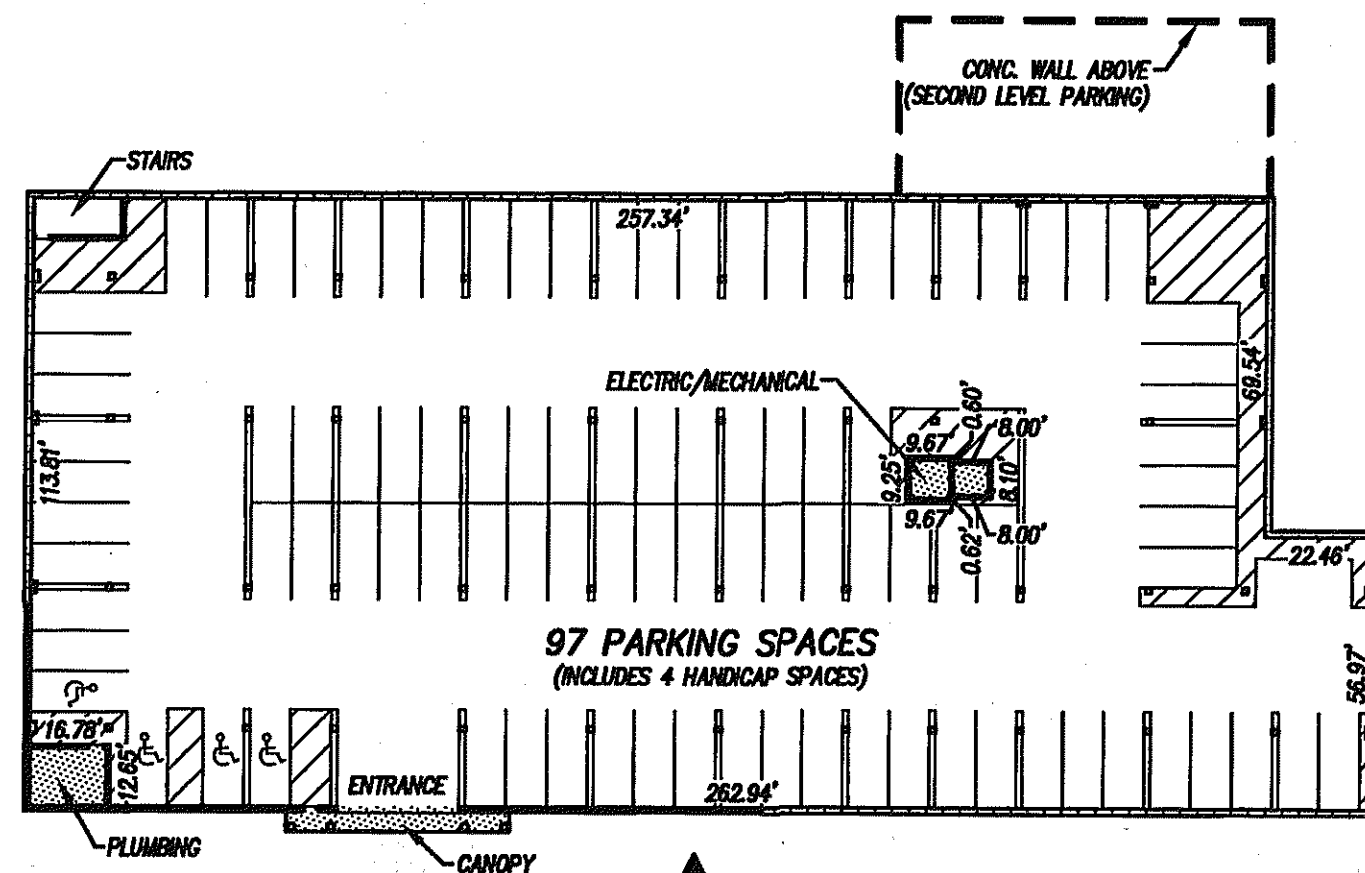 CONC. WALL ABOVE
(SECOND LEVEL PARKING)
STAIRS
257.34'
ELECTRIC/MECHANICAL
0.60'
8.00'
9.67'
69.54'
113.81'
9.25'
8.10'
9.67'
0.62'
8.00'
22.46'
97 PARKING SPACES
(INCLUDES 4 HANDICAP SPACES)
56.97'
16.78'
12.65'
ENTRANCE
262.94'
PLUMBING
CANOPY